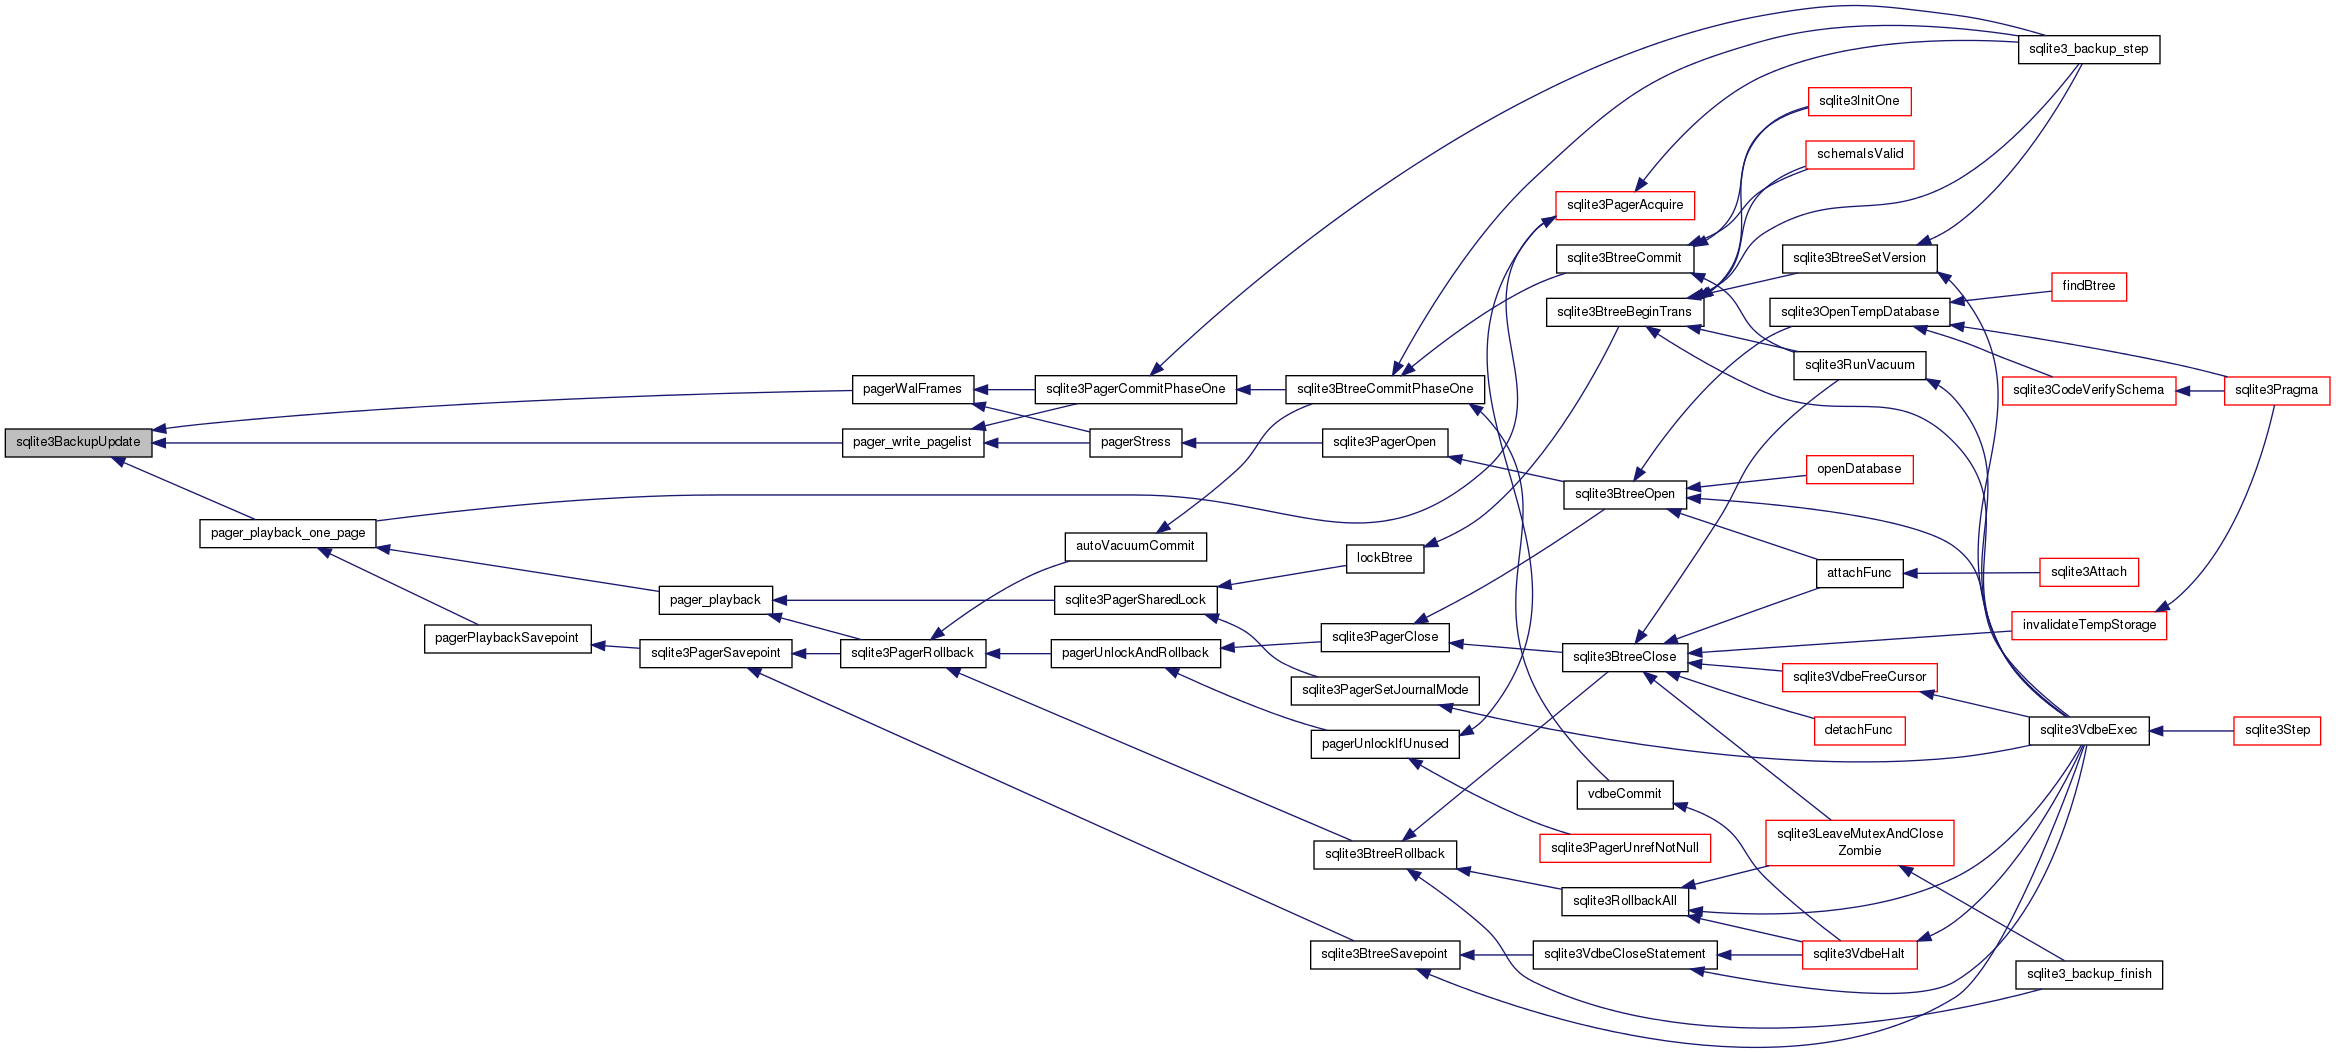 sqlite3_backup_step
sqlite3InitOne
schemaIsValid
sqlite3PagerAcquire
sqlite3BtreeCommit
sqlite3BtreeSetVersion
findBtree
sqlite3BtreeBeginTrans
sqlite3OpenTempDatabase
sqlite3RunVacuum
pagerWalFrames
sqlite3PagerCommitPhaseOne
sqlite3BtreeCommitPhaseOne
sqlite3CodeVerifySchema
sqlite3Pragma
sqlite3BackupUpdate
pager_write_pagelist
pagerStress
sqlite3PagerOpen
openDatabase
sqlite3BtreeOpen
pager_playback_one_page
autoVacuumCommit
lockBtree
attachFunc
sqlite3Attach
pager_playback
sqlite3PagerSharedLock
invalidateTempStorage
pagerPlaybackSavepoint
sqlite3PagerSavepoint
sqlite3PagerRollback
pagerUnlockAndRollback
sqlite3PagerClose
sqlite3BtreeClose
sqlite3VdbeFreeCursor
sqlite3PagerSetJournalMode
detachFunc
sqlite3VdbeExec
sqlite3Step
pagerUnlockIfUnused
vdbeCommit
sqlite3LeaveMutexAndClose
Zombie
sqlite3PagerUnrefNotNull
sqlite3BtreeRollback
sqlite3RollbackAll
sqlite3BtreeSavepoint
sqlite3VdbeCloseStatement
sqlite3VdbeHalt
sqlite3_backup_finish